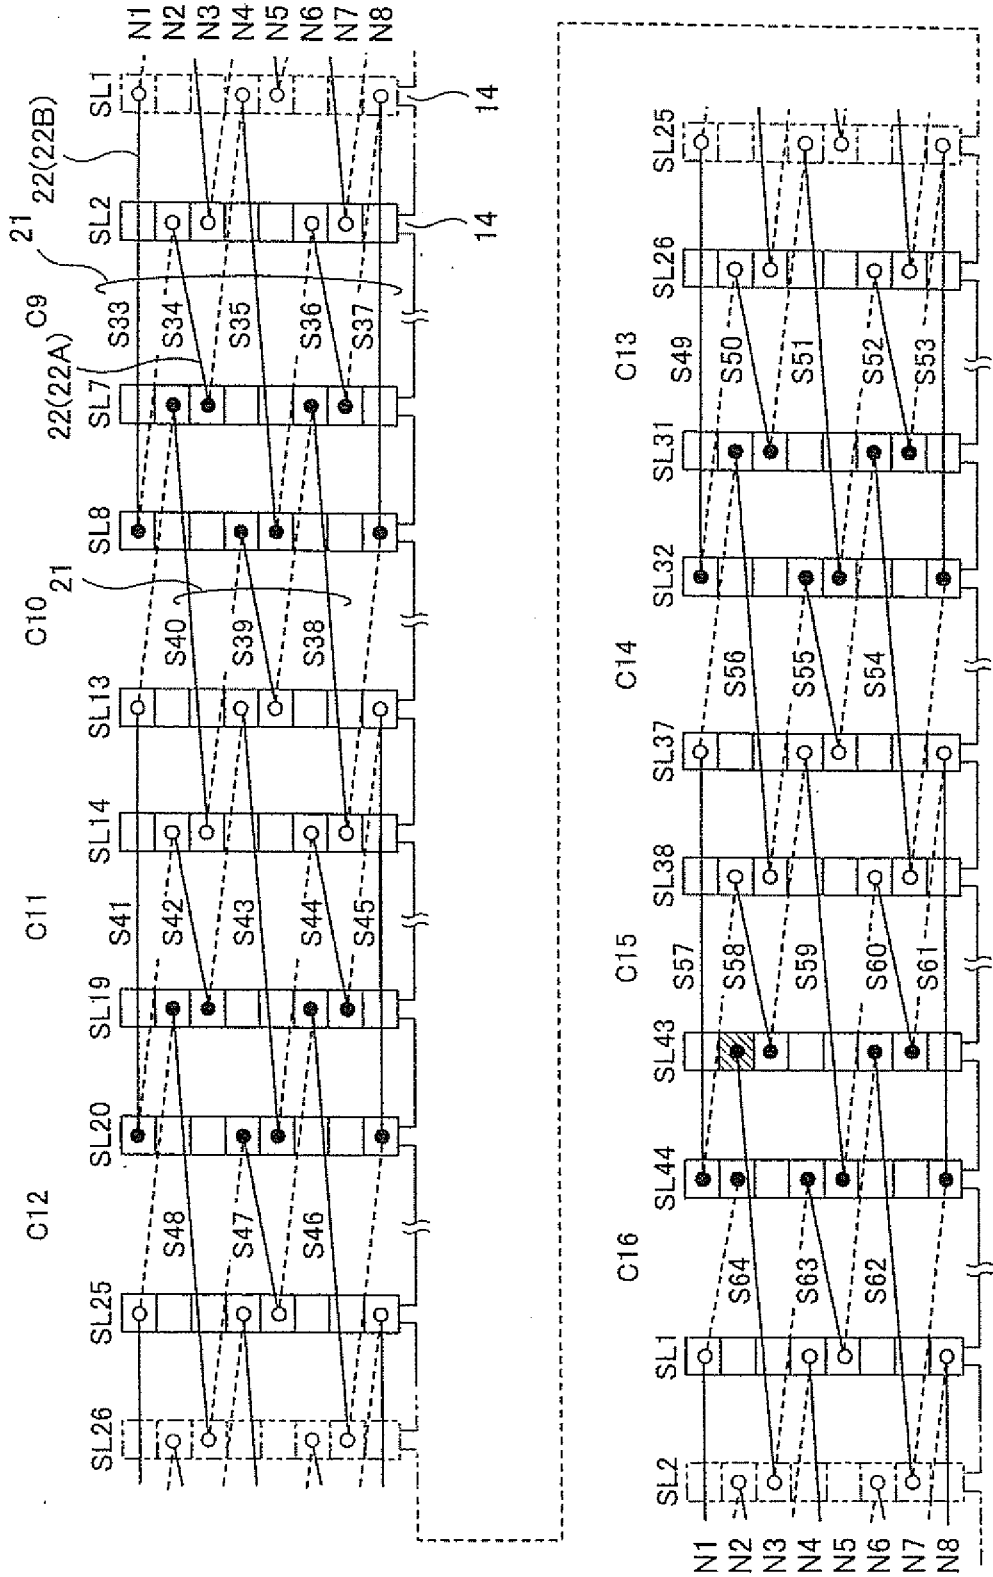 N1
N2
N3
N4
N5
N6
N7
N8
SL1
14
22(22B)
SL2
14
21
C9
S33
S34
S35
S36
S37
22(22A)
SL7
SL8
C10
21
S40
S39
S38
SL13
SL14
C11
S41
S42
S43
S44
S45
SL19
SL20
C12
S48
S47
S46
SL25
SL26
SL25
SL26
C13
S49
S50
S51
S52
S53
SL31
SL32
C14
S56
S55
S54
SL37
SL38
C15
S57
S58
S59
S60
S61
SL43
SL44
C16
S64
S63
S62
SL1
SL2
N1
N2
N3
N4
N5
N6
N7
N8